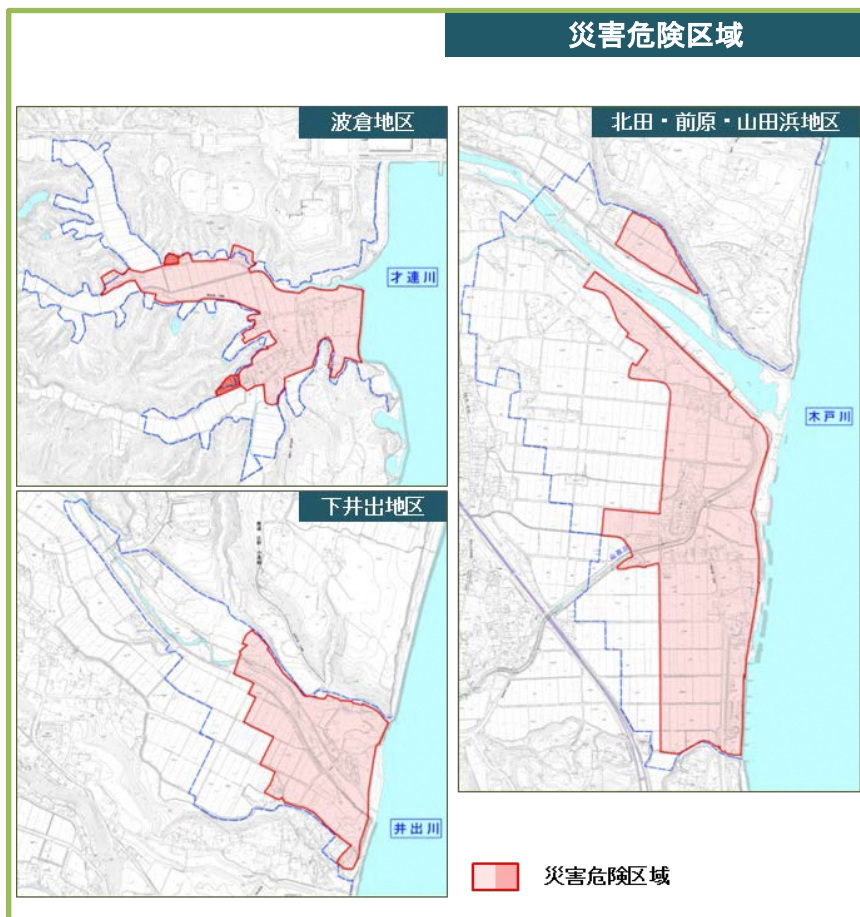 災害危険区域
波倉地区
才連川
北田・前原・山田浜地区
木戸川
下井出地区
井出川
災害危険区域